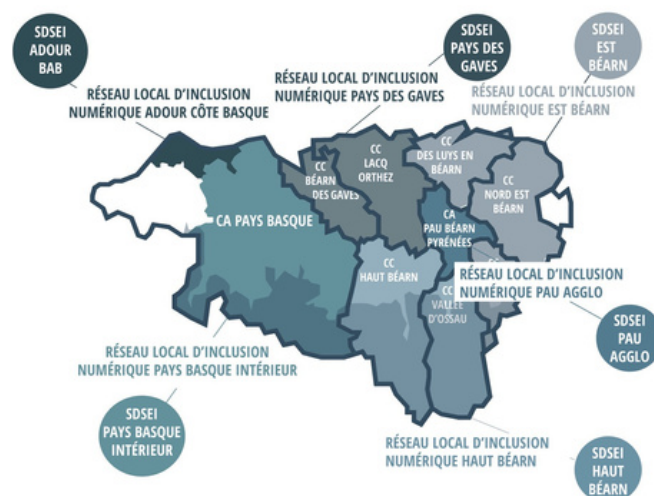 SDSEI
ADOUR
BAB
RÉSEAU LOCAL D'INCLUSION
NUMÉRIQUE ADOUR CÔTE BASQUE
SDSEI
PAYS DES
GAVES
RÉSEAU LOCAL D'INCLUSION
NUMÉRIQUE PAYS DES GAVES
SDSEI
EST
BÉARN
RÉSEAU LOCAL D'INCLUSION
NUMÉRIQUE EST BÉARN
CC
BÉARN
DES GAVES
CC
LACQ
ORTHEZ
CC
DES LUYS EN
BÉARN
CC
NORD EST
BÉARN
CA PAYS BASQUE
CA
PAU BÉARN
PYRÉNÉES
CC
HAUT BÉARN
CC
VALLÉE
D'OSSAU
RÉSEAU LOCAL D'INCLUSION
NUMÉRIQUE PAU AGGLO
SDSEI
PAU
AGGLO
RÉSEAU LOCAL D'INCLUSION
NUMÉRIQUE PAYS BASQUE INTÉRIEUR
SDSEI
PAYS BASQUE
INTÉRIEUR
RÉSEAU LOCAL D'INCLUSION
NUMÉRIQUE HAUT BÉARN
SDSEI
HAUT
BÉARN